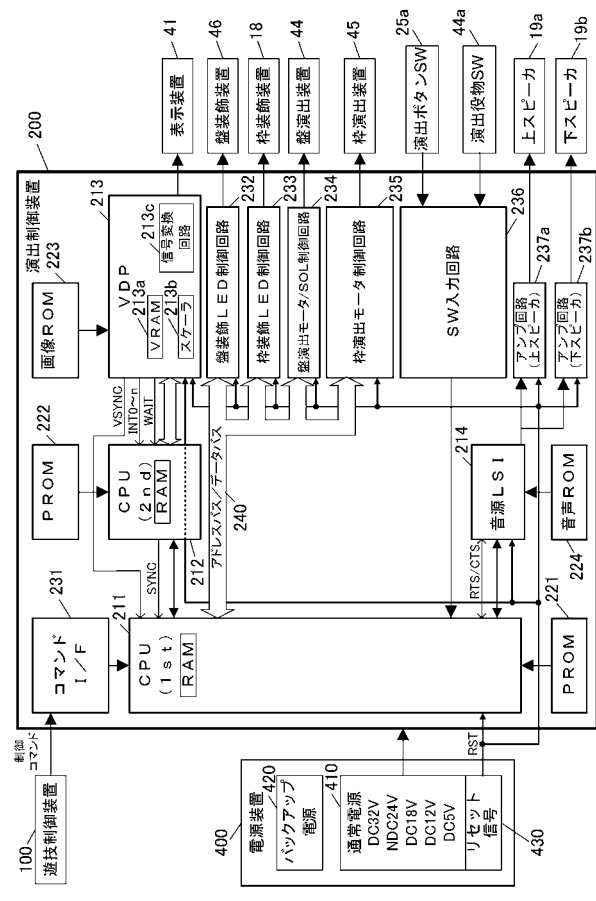 演出制御装置
200
100
遊技制御装置
制御
コマンド
231
コマンド
I/F
211
CPU
(1st)
RAM
PROM
221
222
PROM
CPU
(2nd)
RAM
212
SYNC
VSYNC
INT0~n
WAIT
223
画像ROM
213
VDP
213a
VRAM
213b
スケーラ
213c
信号変換
回路
41
表示装置
アドレスバス/データバス
240
盤装飾LED制御回路
232
46
盤装飾装置
枠装飾LED制御回路
233
18
枠装飾装置
盤演出モータ/SOL制御回路
234
44
盤演出装置
枠演出モータ制御回路
235
45
枠演出装置
SW入力回路
236
25a
演出ボタンSW
44a
演出役物SW
RTS/CTS
214
音源LSI
音声ROM
224
アンプ回路
(上スピーカ)
237a
19a
上スピーカ
アンプ回路
(下スピーカ)
237b
19b
下スピーカ
400
電源装置
420
バックアップ
電源
410
通常電源
DC32V
NDC24V
DC18V
DC12V
DC5V
リセット
信号
430
RST